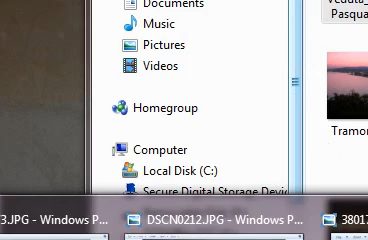 Documents
Veduta_
Pasqua
Music
Pictures
Videos
Homegroup
Tramon
Computer
Local Disk (C:)
Secure Digital Storage Devic
3.JPG - Windows P...
DSCN0212.JPG - Windows P...
38017